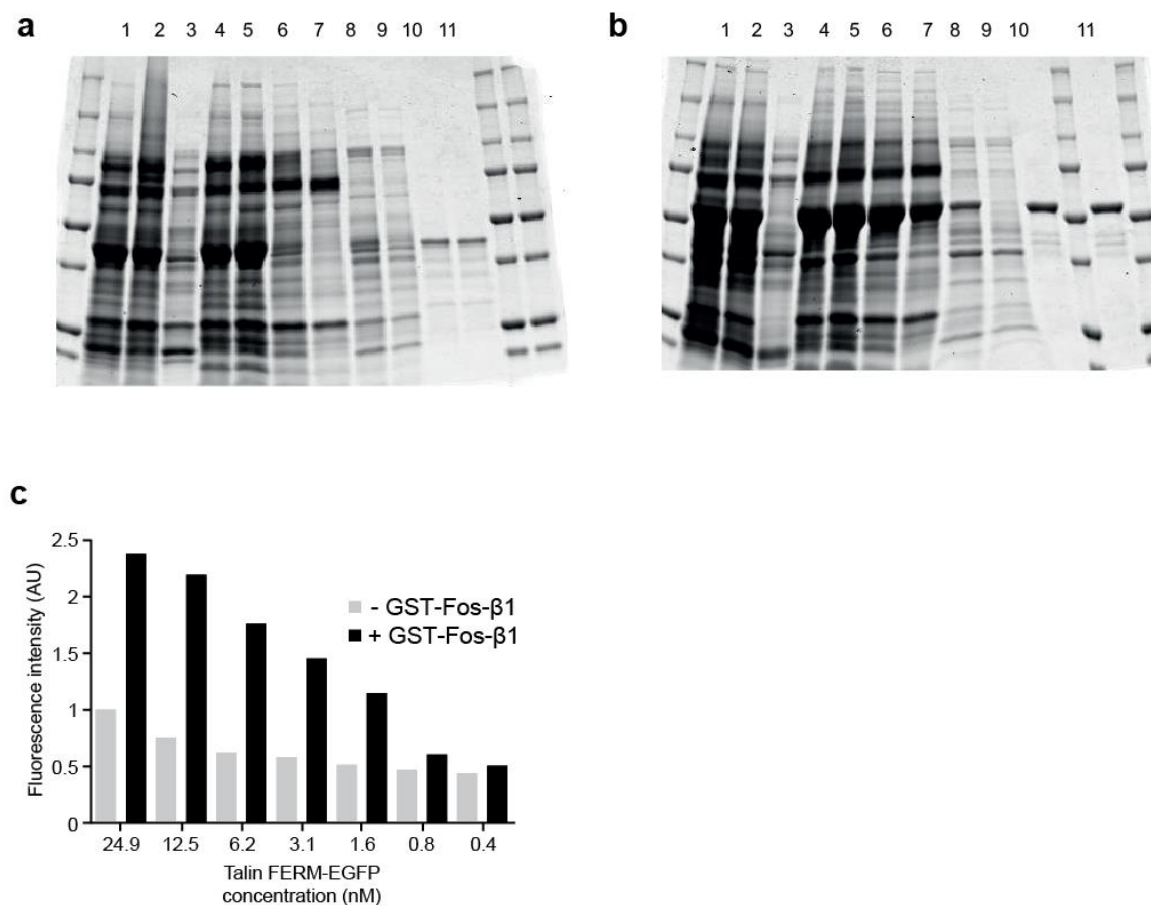 a
1 2 3 4 5 6 7 8 9 10 11
b
1 2 3 4 5 6 7 8 9 10 11
c
Fluorescence intensity (AU)
2.5
2
1.5
1
0.5
0
- GST-Fos-β1
+ GST-Fos-β1
24.9 12.5 6.2 3.1 1.6 0.8 0.4
Talin FERM-EGFP
concentration (nM)